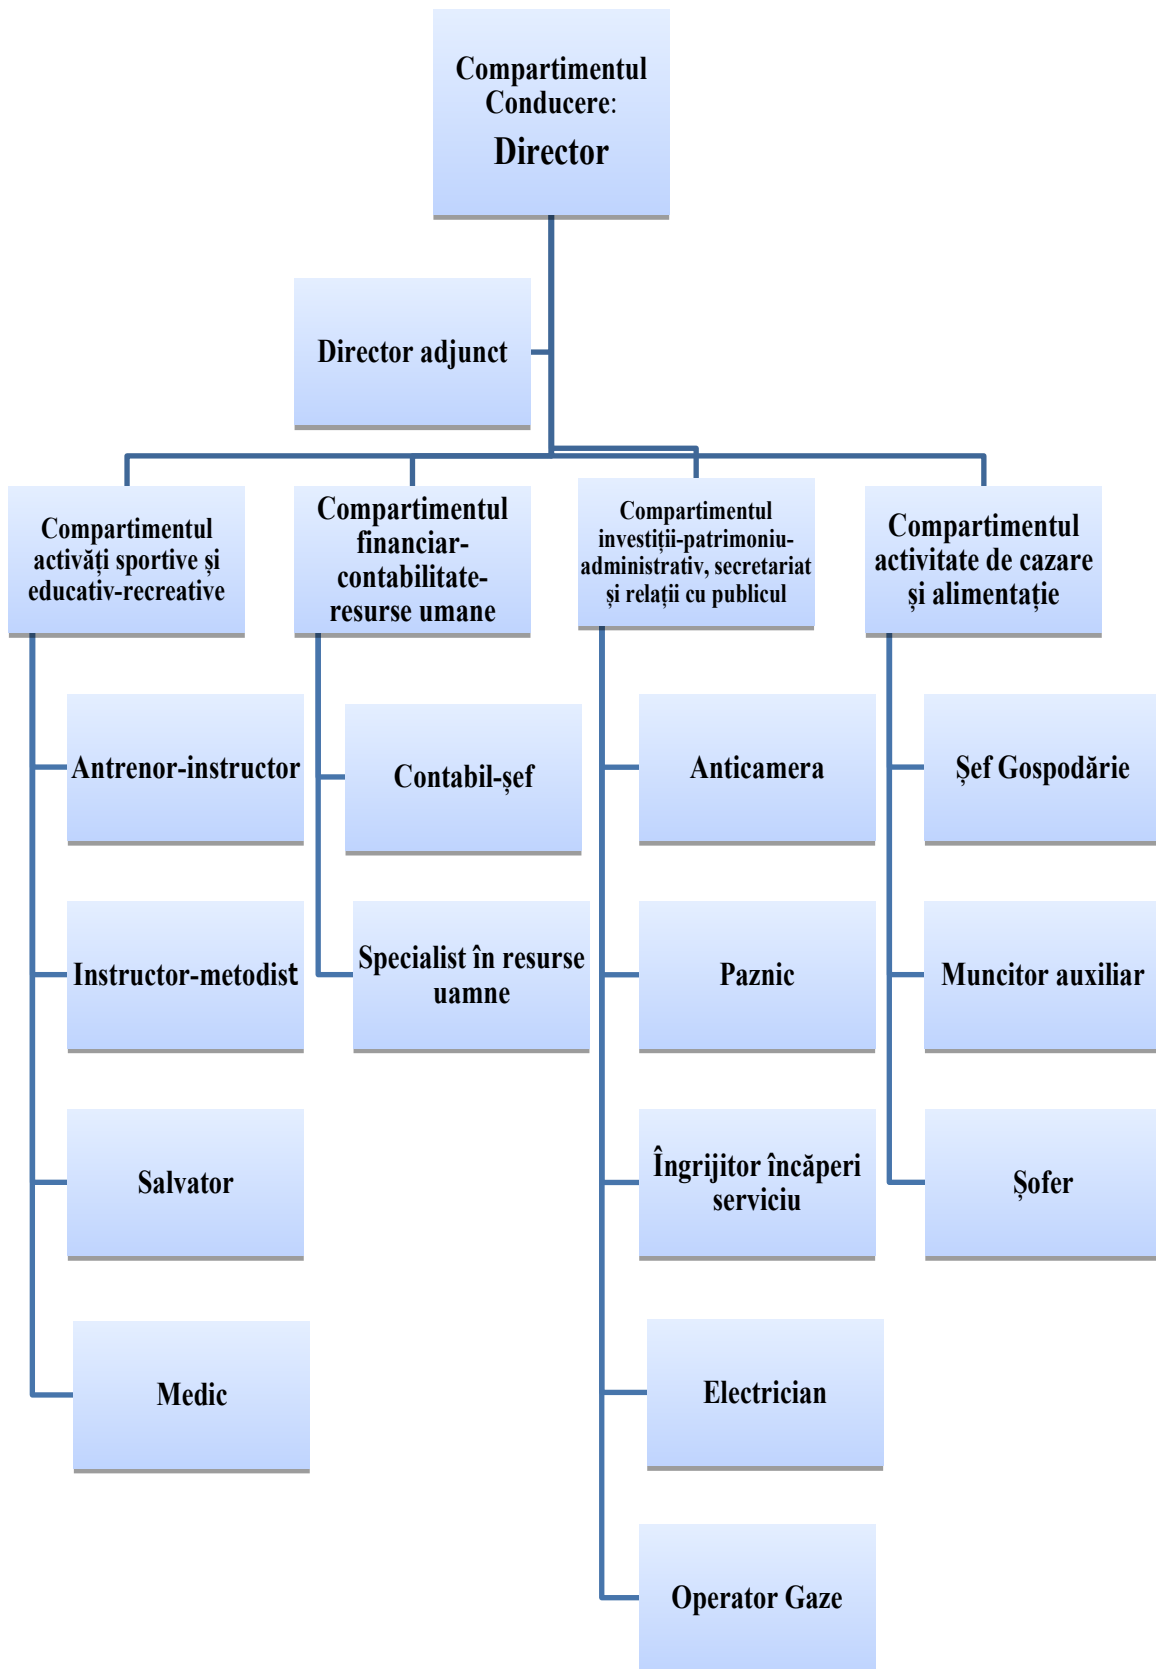 Compartimentul
Conducere:
Director
Director adjunct
Compartimentul
activăți sportive și
educativ-recreative
Compartimentul
financiar-
contabilitate-
resurse umane
Compartimentul
investiții-patrimoniu-
administrativ, secretariat
și relații cu publicul
Compartimentul
activitate de cazare
și alimentație
Antrenor-instructor
Instructor-metodist
Salvator
Medic
Contabil-șef
Specialist în resurse
uamne
Anticamera
Paznic
Îngrijitor încăperi
serviciu
Electrician
Operator Gaze
Șef Gospodărie
Muncitor auxiliar
Șofer